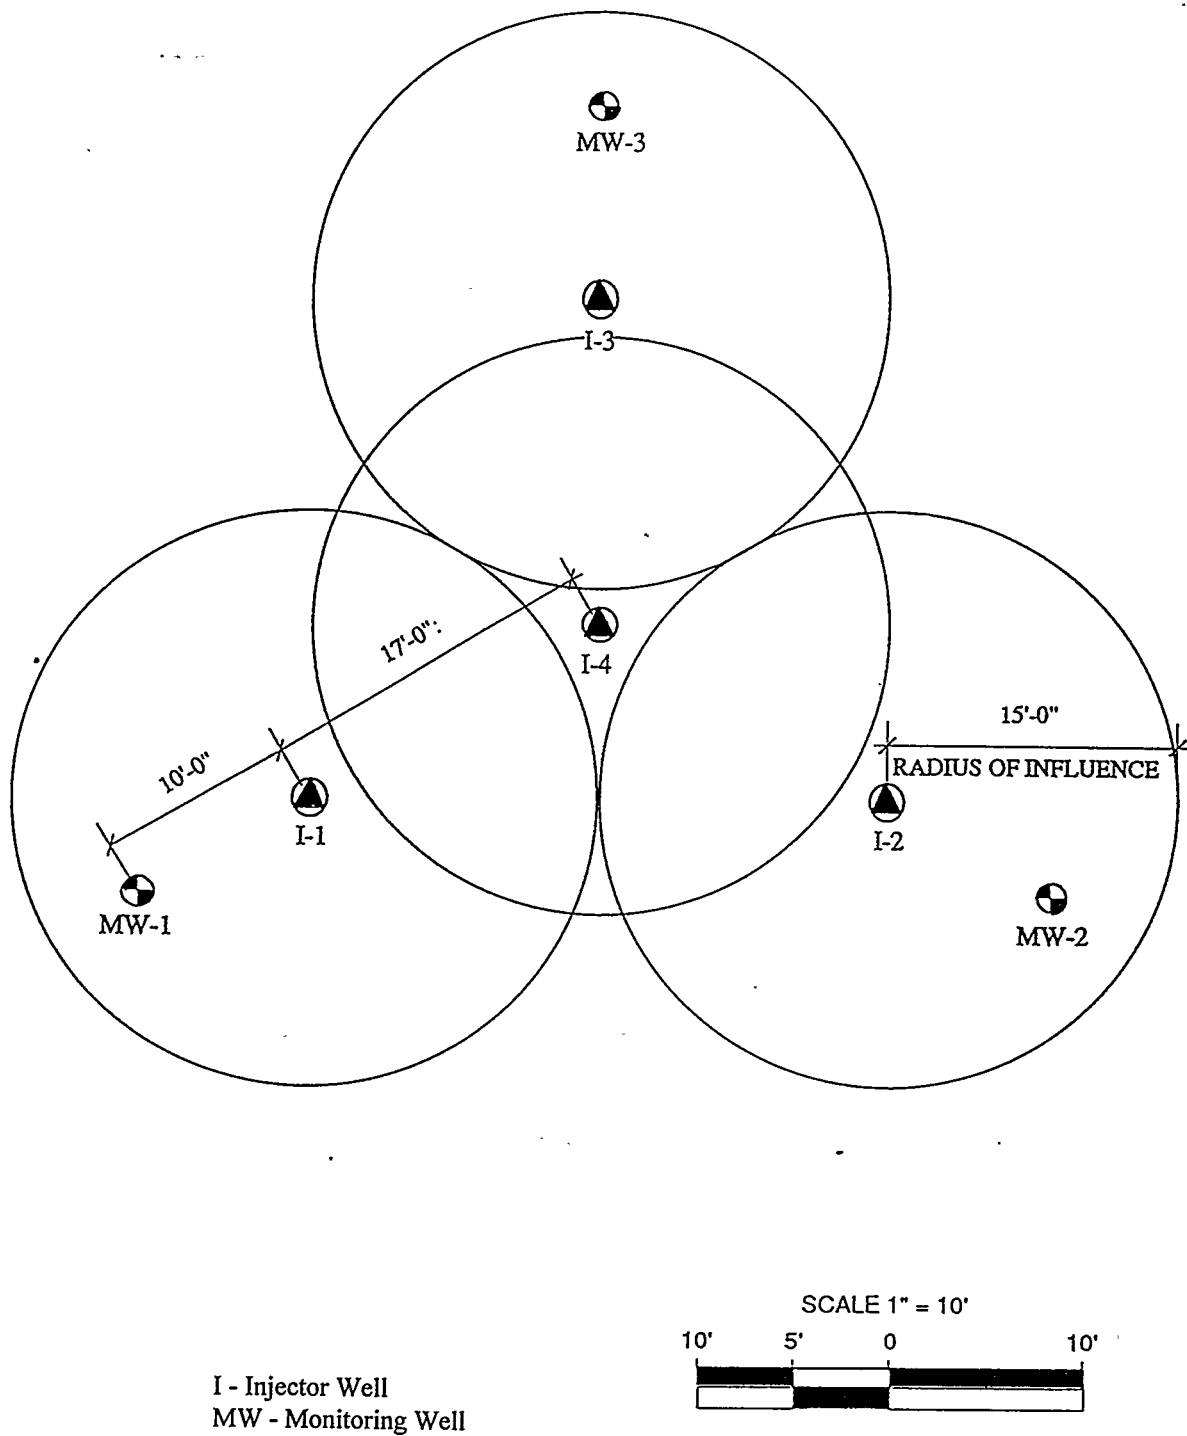 MW-3
I-3
17'-0":
I-4
10'-0"
15'-0"
RADIUS OF INFLUENCE
I-1
I-2
MW-1
MW-2
SCALE 1" = 10'
10' 5' 0 10'
I - Injector Well
MW - Monitoring Well